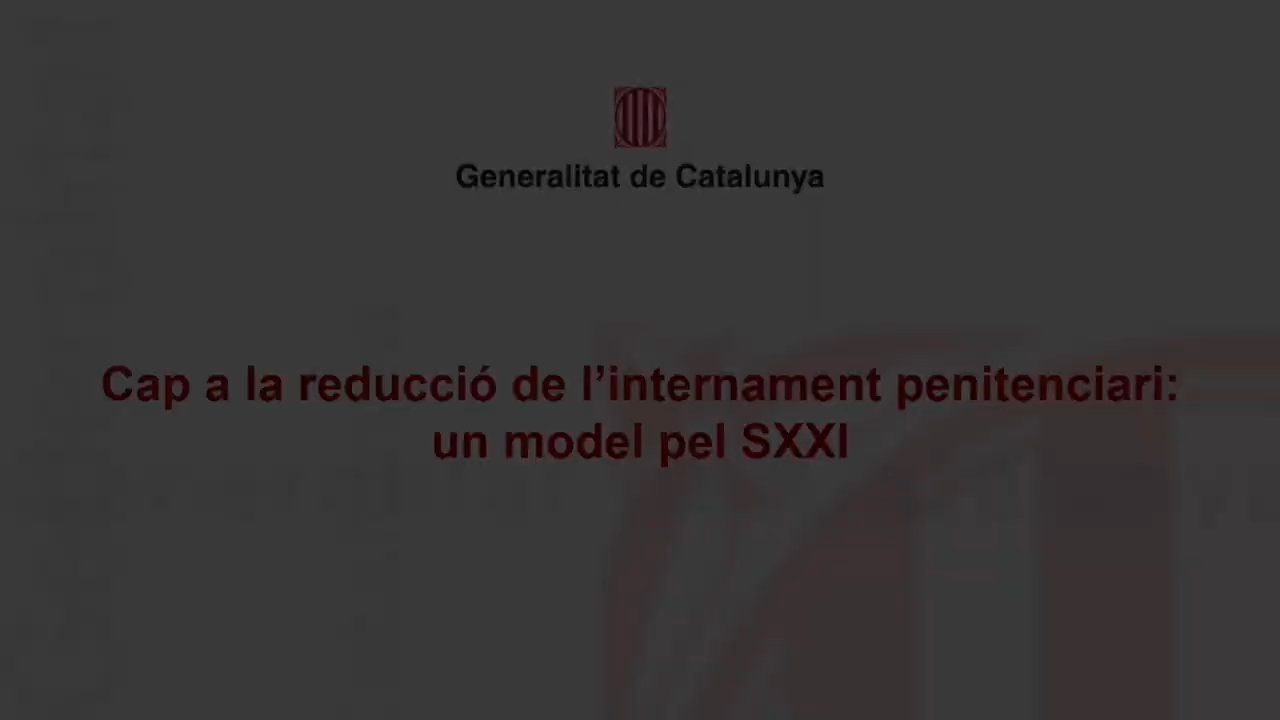 Generalitat de Catalunya
Cap a la reducció de l’internament penitenciari:
un model pel SXXI